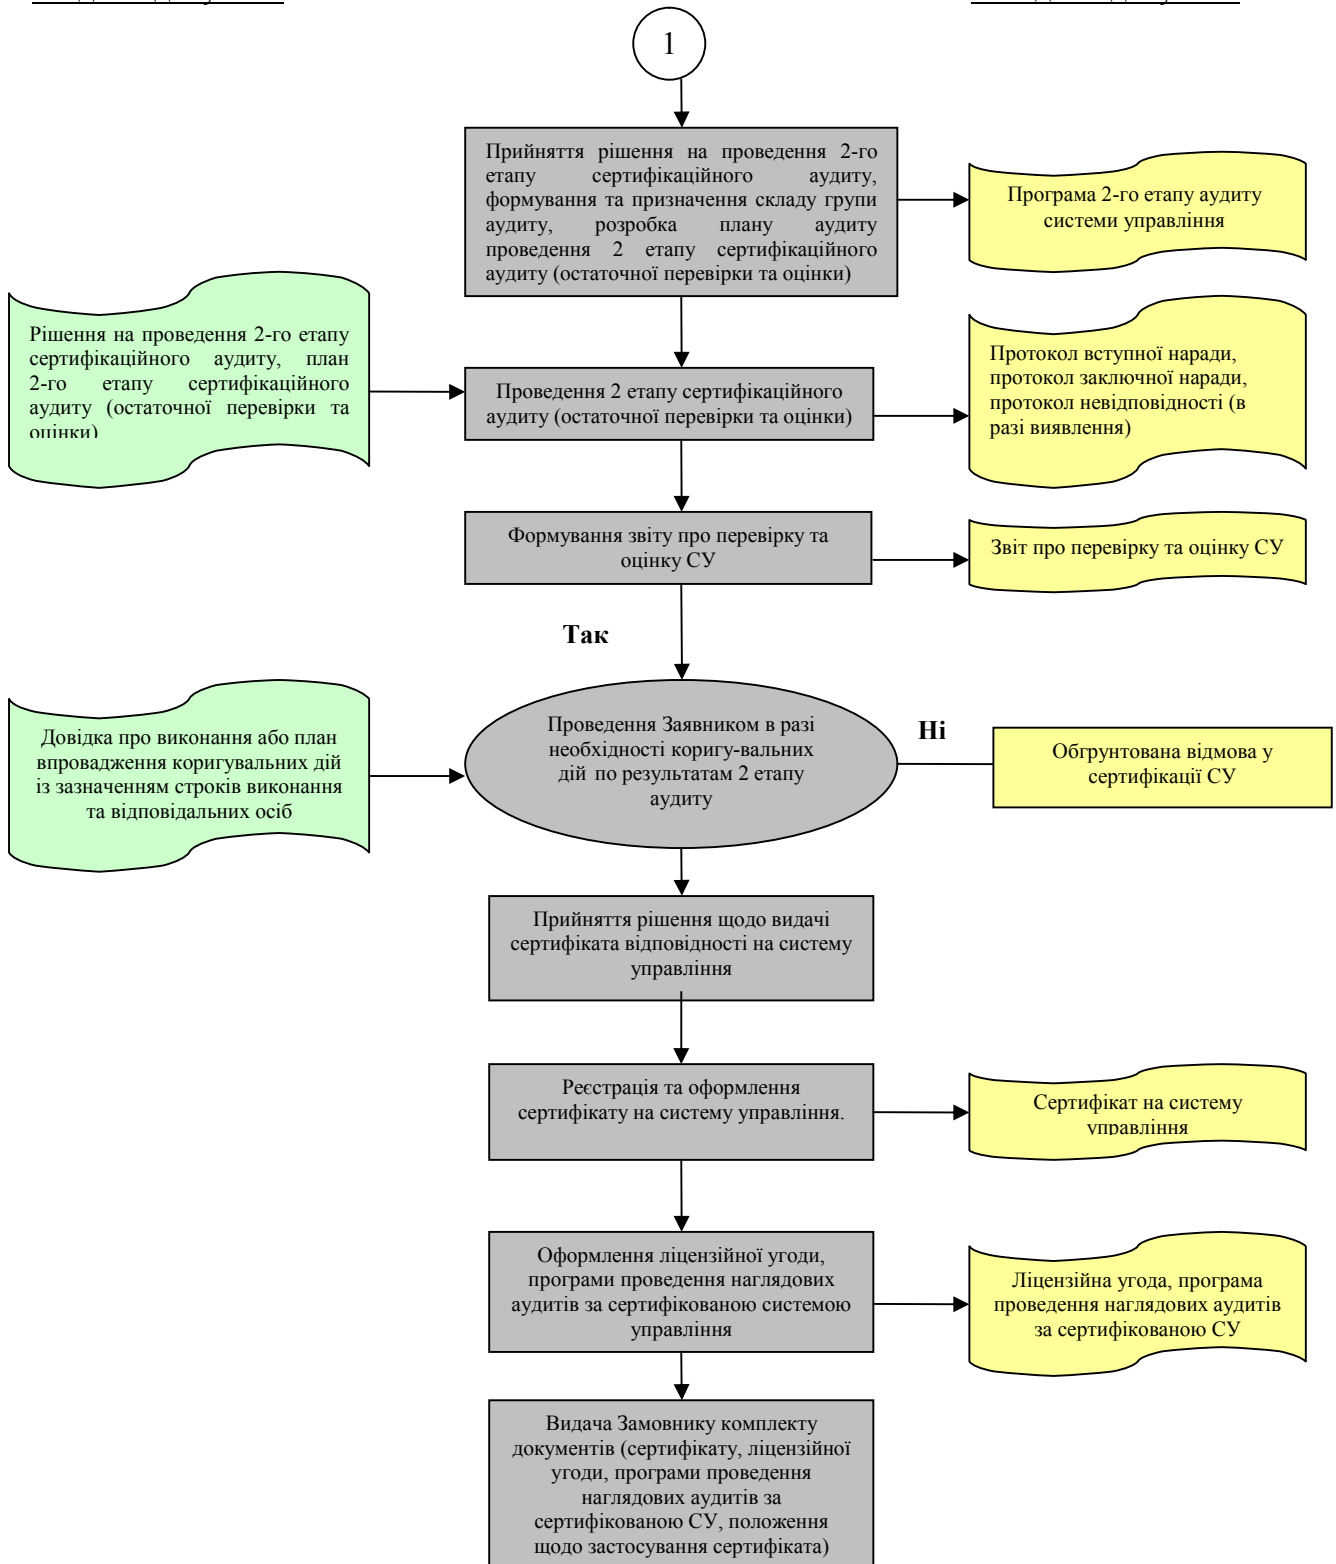 1
Прийняття рішення на проведення 2-го
етапу сертифікаційного аудиту,
формування та призначення складу групи
аудиту, розробка плану аудиту
проведення 2 етапу сертифікаційного
аудиту (остаточної перевірки та оцінки)
Програма 2-го етапу аудиту
системи управління
Рішення на проведення 2-го етапу
сертифікаційного аудиту, план
2-го етапу сертифікаційного
аудиту (остаточної перевірки та
оцінки)
Проведення 2 етапу сертифікаційного
аудиту (остаточної перевірки та оцінки)
Протокол вступної наради,
протокол заключної наради,
протокол невідповідності (в
разі виявлення)
Формування звіту про перевірку та
оцінку СУ
Звіт про перевірку та оцінку СУ
Так
Довідка про виконання або план
впровадження коригувальних дій
із зазначенням строків виконання
та відповідальних осіб
Проведення Заявником в разі
необхідності коригу-вальних
дій по результатам 2 етапу
аудиту
Ні
Обгрунтована відмова у
сертифікації СУ
Прийняття рішення щодо видачі
сертифіката відповідності на систему
управління
Реєстрація та оформлення
сертифікату на систему управління.
Сертифікат на систему
управління
Оформлення ліцензійної угоди,
програми проведення наглядових
аудитів за сертифікованою системою
управління
Ліцензійна угода, програма
проведення наглядових аудитів
за сертифікованою СУ
Видача Замовнику комплекту
документів (сертифікату, ліцензійної
угоди, програми проведення
наглядових аудитів за
сертифікованою СУ, положення
щодо застосування сертифіката)